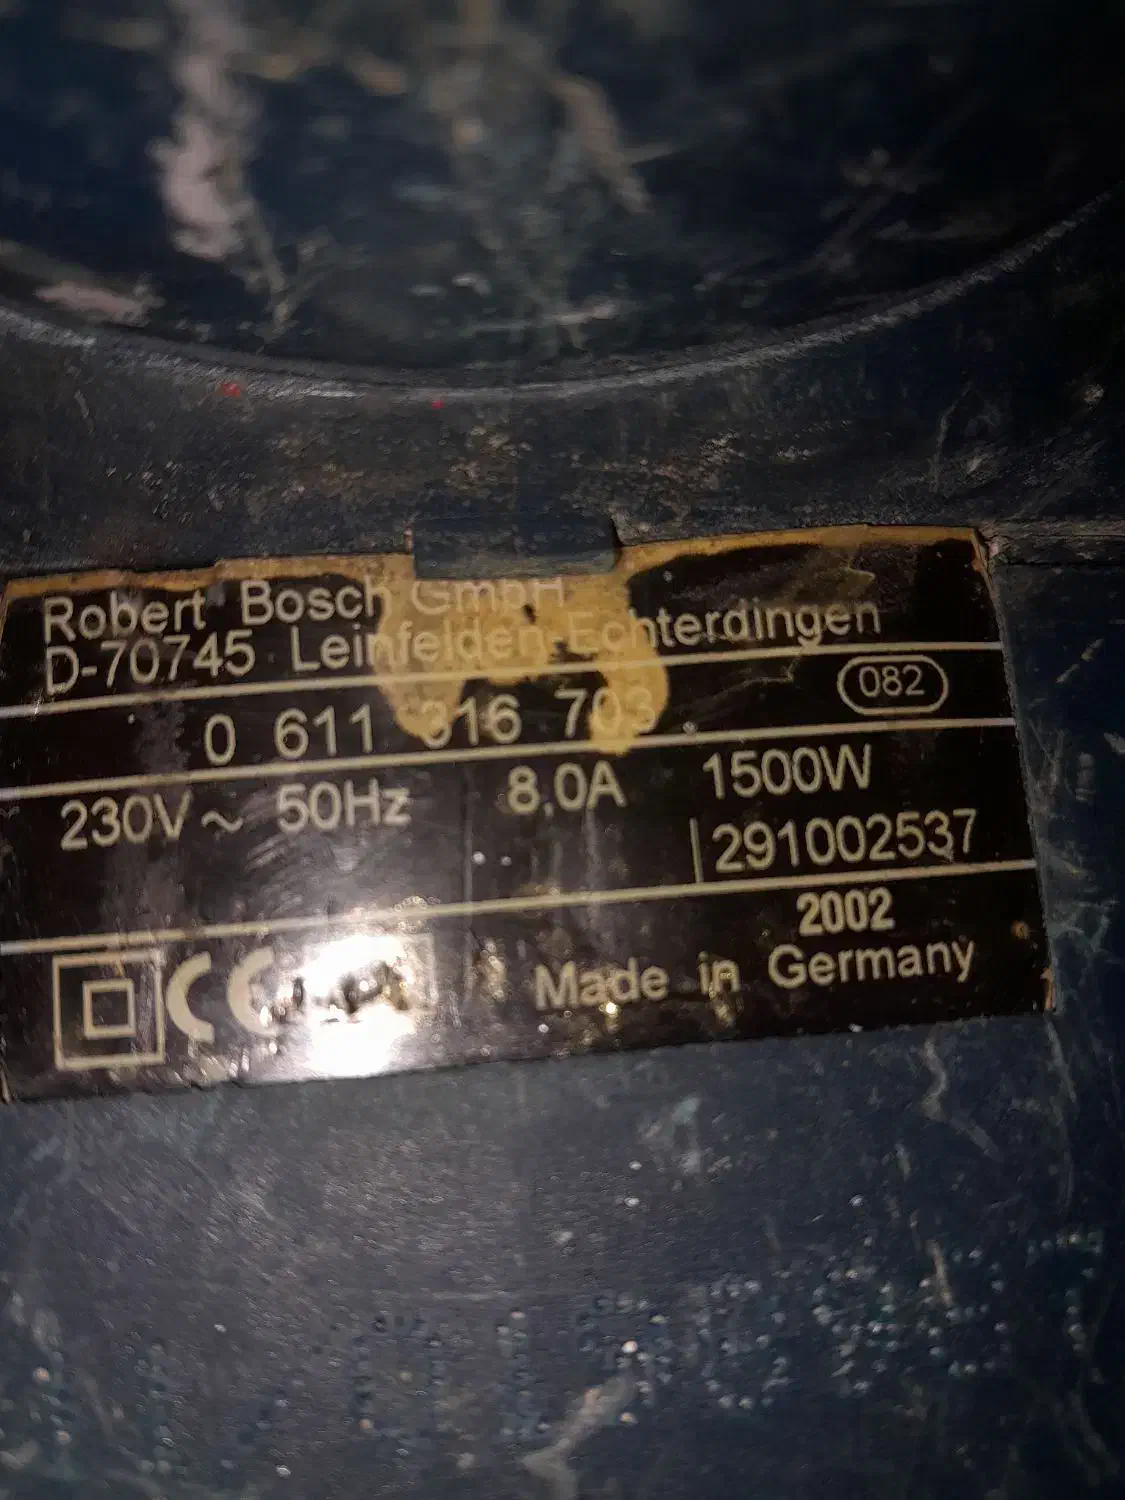 Robert Bosch GmbH
D-70745 Leinfelden-Echterdingen
0 611 316 703 082
230V~ 50Hz 8,0A 1500W
291002537
2002
CE Made in Germany